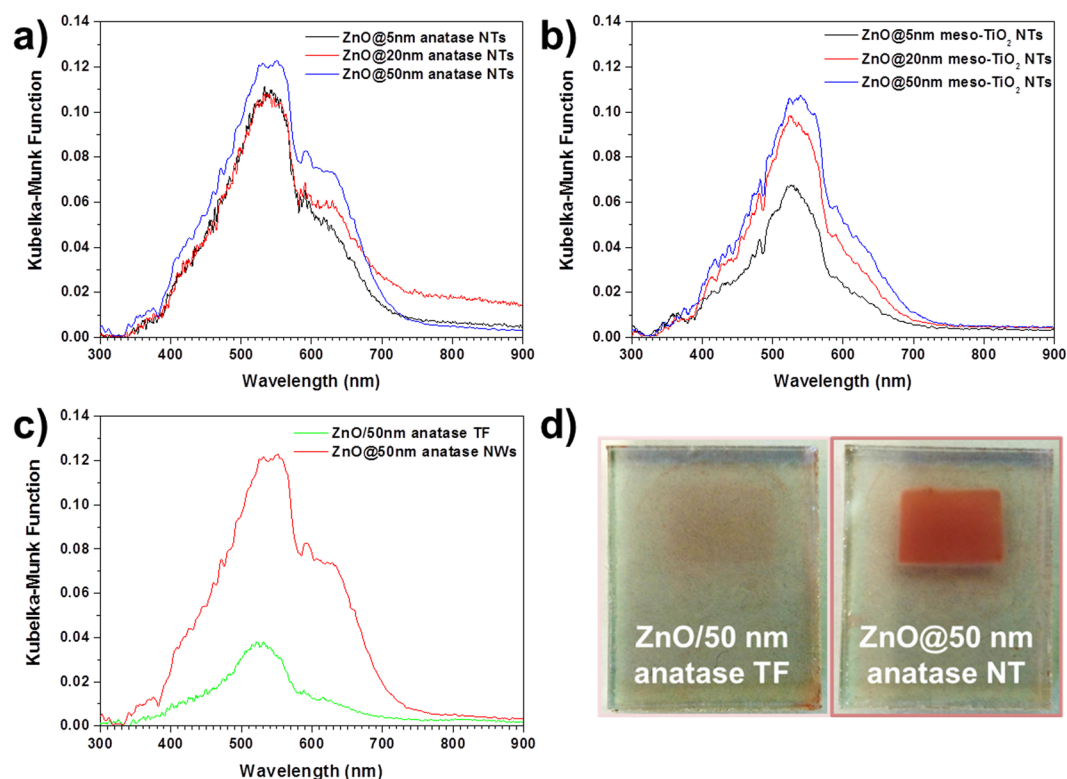 a)
ZnO@5nm anatase NTs
ZnO@20nm anatase NTs
ZnO@50nm anatase NTs
Kubelka-Munk Function
0.14
0.12
0.10
0.08
0.06
0.04
0.02
0.00
300 400 500 600 700 800 900
Wavelength (nm)
b)
ZnO@5nm meso-TiO₂ NTs
ZnO@20nm meso-TiO₂ NTs
ZnO@50nm meso-TiO₂ NTs
Kubelka-Munk Function
0.14
0.12
0.10
0.08
0.06
0.04
0.02
0.00
300 400 500 600 700 800 900
Wavelength (nm)
c)
ZnO/50nm anatase TF
ZnO@50nm anatase NWs
Kubelka-Munk Function
0.14
0.12
0.10
0.08
0.06
0.04
0.02
0.00
300 400 500 600 700 800 900
Wavelength (nm)
d)
ZnO/50 nm
anatase TF
ZnO@50 nm
anatase NT